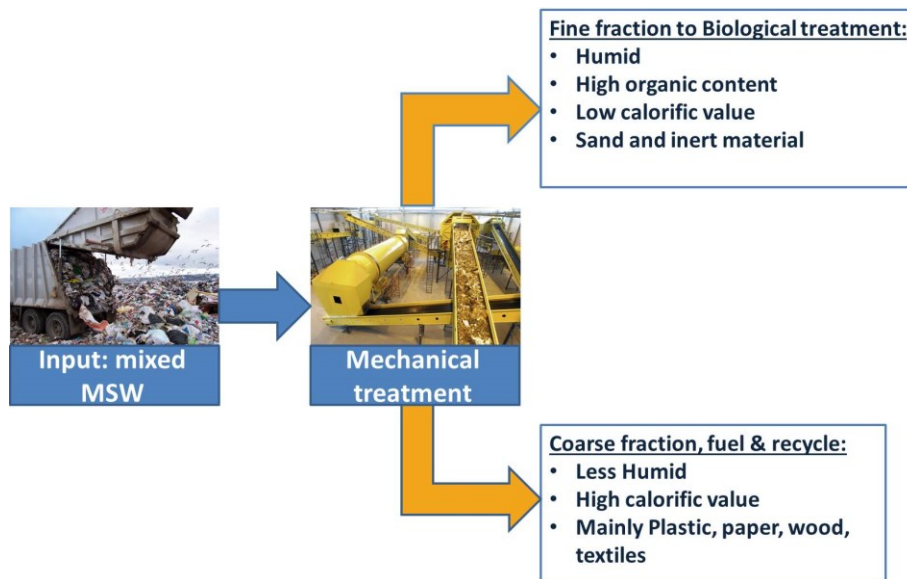 Fine fraction to Biological treatment:
• Humid
• High organic content
• Low calorific value
• Sand and inert material
Input: mixed
MSW
Mechanical
treatment
Coarse fraction, fuel & recycle:
• Less Humid
• High calorific value
• Mainly Plastic, paper, wood,
textiles